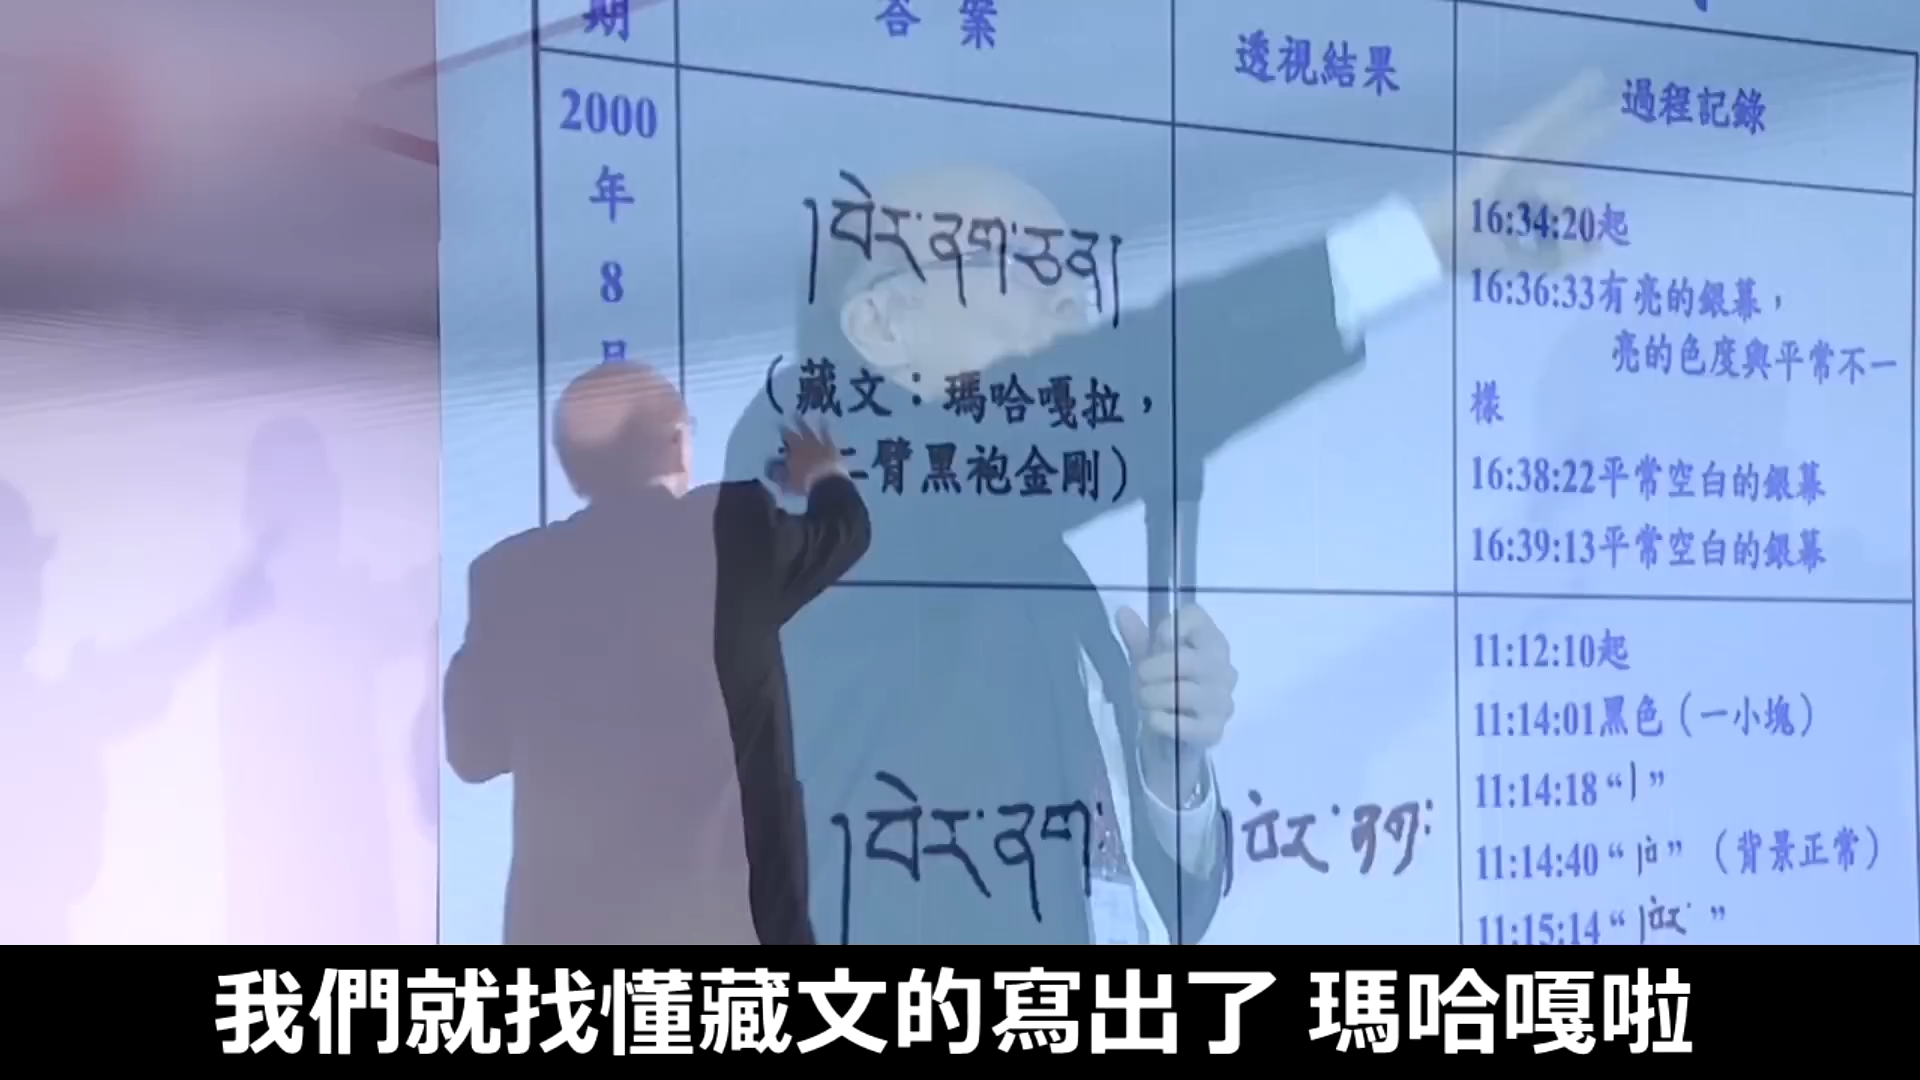 期
答 案
透視結果
過程記錄
2000
年
8
月
།བེར་ནག་ཅན།
(藏文：瑪哈嘎拉，
二臂黑袍金剛)
16:34:20起
16:36:33有亮的銀幕，
亮的色度與平常不一
樣
16:38:22平常空白的銀幕
16:39:13平常空白的銀幕
།བེར་ནག་
11:12:10起
11:14:01黑色（一小塊）
11:14:18“།”
11:14:40“ ” （背景正常）
11:15:14“ ”
我們就找懂藏文的寫出了 瑪哈嘎啦